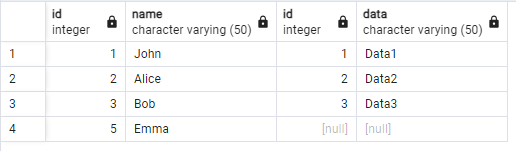 id name id data
integer character varying (50) integer character varying (50)
1 1 John 1 Data1
2 2 Alice 2 Data2
3 3 Bob 3 Data3
4 5 Emma [null] [null]